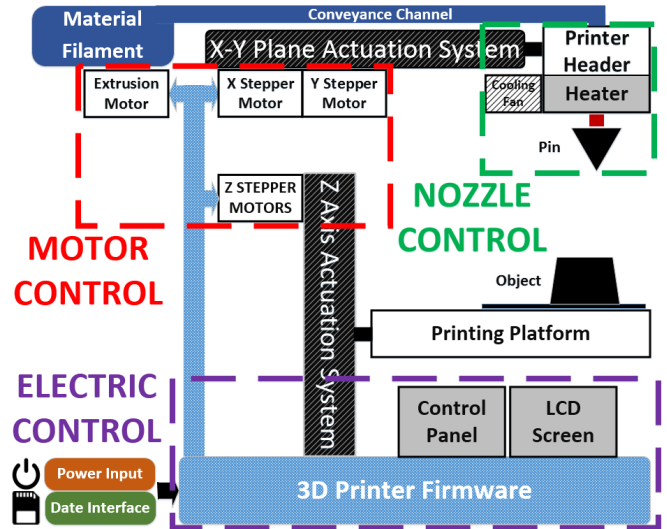 Material
Filament
Conveyance Channel
X-Y Plane Actuation System
Printer
Header
Extrusion
Motor
X Stepper
Motor
Y Stepper
Motor
Cooling
Fan
Heater
Pin
Z STEPPER
MOTORS
Z Axis Actuation System
NOZZLE
CONTROL
MOTOR
CONTROL
Object
Printing Platform
ELECTRIC
CONTROL
Control
Panel
LCD
Screen
Power Input
Date Interface
3D Printer Firmware